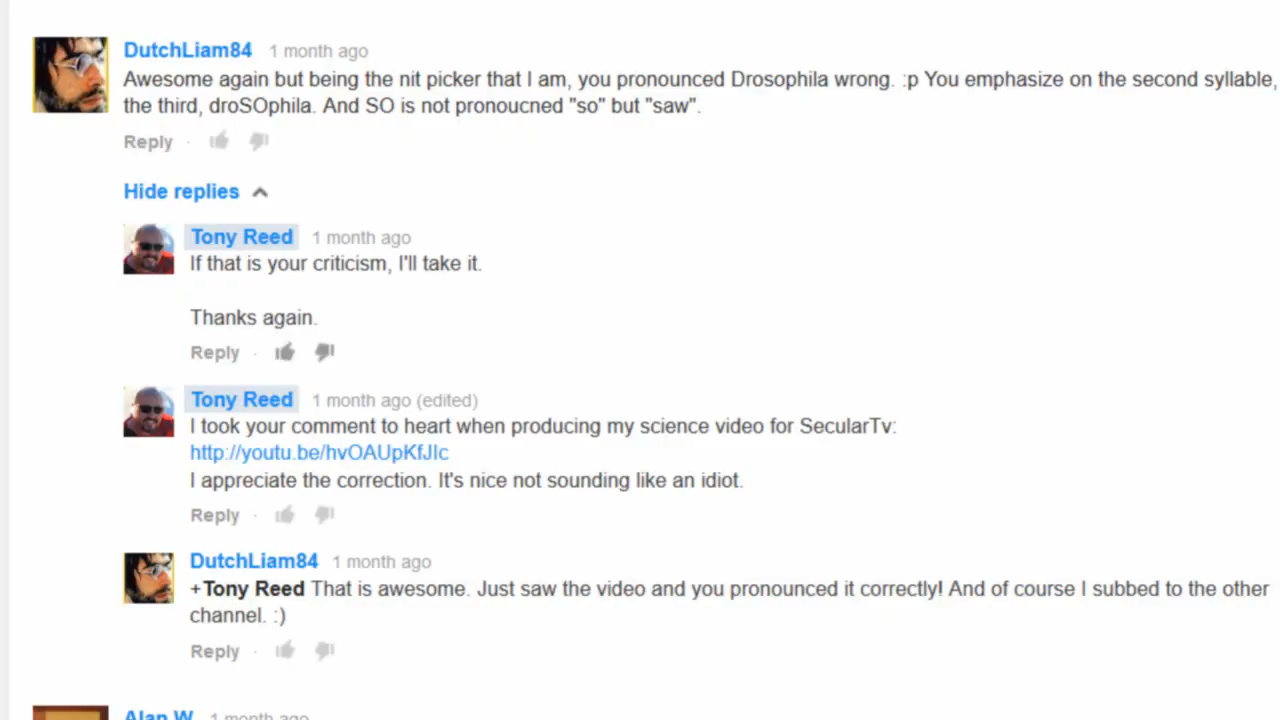 DutchLiam84 1 month ago
Awesome again but being the nit picker that I am, you pronounced Drosophila wrong. :p You emphasize on the second syllable,
the third, droSOphila. And SO is not pronoucned "so" but "saw".
Reply ·
Hide replies
Tony Reed 1 month ago
If that is your criticism, I'll take it.
Thanks again.
Reply ·
Tony Reed 1 month ago (edited)
I took your comment to heart when producing my science video for SecularTv:
http://youtu.be/hvOAUpKfJIc
I appreciate the correction. It's nice not sounding like an idiot.
Reply ·
DutchLiam84 1 month ago
+Tony Reed That is awesome. Just saw the video and you pronounced it correctly! And of course I subbed to the other
channel. :)
Reply ·
Alan W 1 month ago